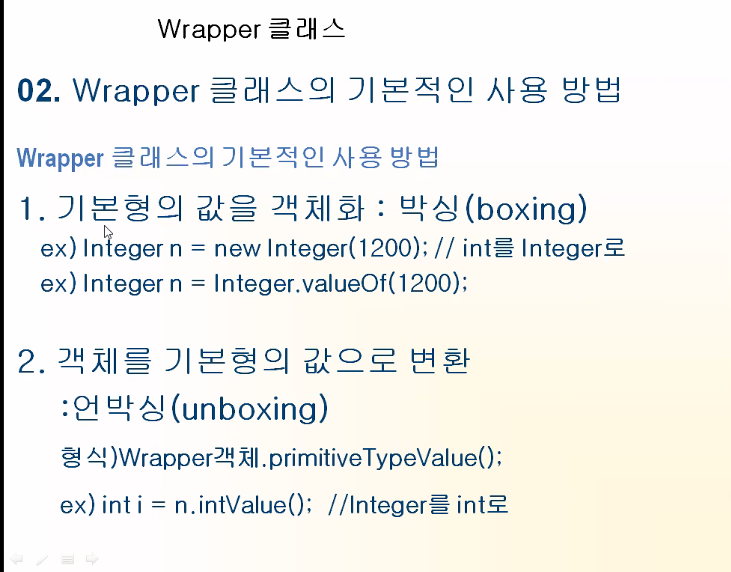 Wrapper 클래스
02. Wrapper 클래스의 기본적인 사용 방법
Wrapper 클래스의 기본적인 사용 방법
1. 기본형의 값을 객체화 : 박싱(boxing)
ex) Integer n = new Integer(1200); // int를 Integer로
ex) Integer n = Integer.valueOf(1200);
2. 객체를 기본형의 값으로 변환
:언박싱(unboxing)
형식)Wrapper객체.primitiveTypeValue();
ex) int i = n.intValue(); //Integer를 int로